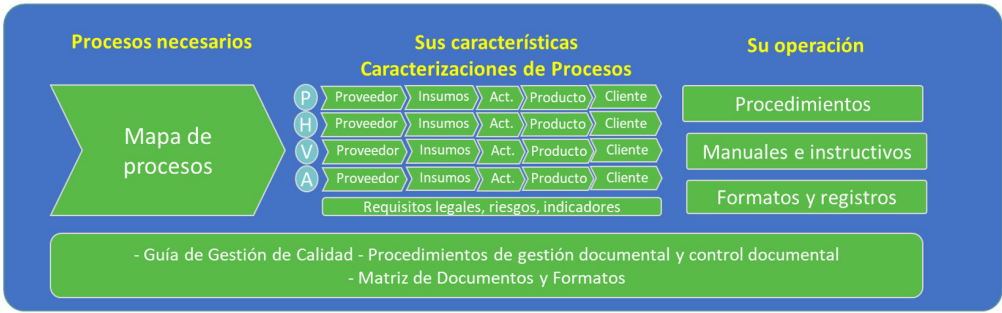 Procesos necesarios
Sus características
Caracterizaciones de Procesos
Su operación
Mapa de
procesos
P Proveedor Insumos Act. Producto Cliente
H Proveedor Insumos Act. Producto Cliente
V Proveedor Insumos Act. Producto Cliente
A Proveedor Insumos Act. Producto Cliente
Requisitos legales, riesgos, indicadores
Procedimientos
Manuales e instructivos
Formatos y registros
- Guía de Gestión de Calidad - Procedimientos de gestión documental y control documental
- Matriz de Documentos y Formatos